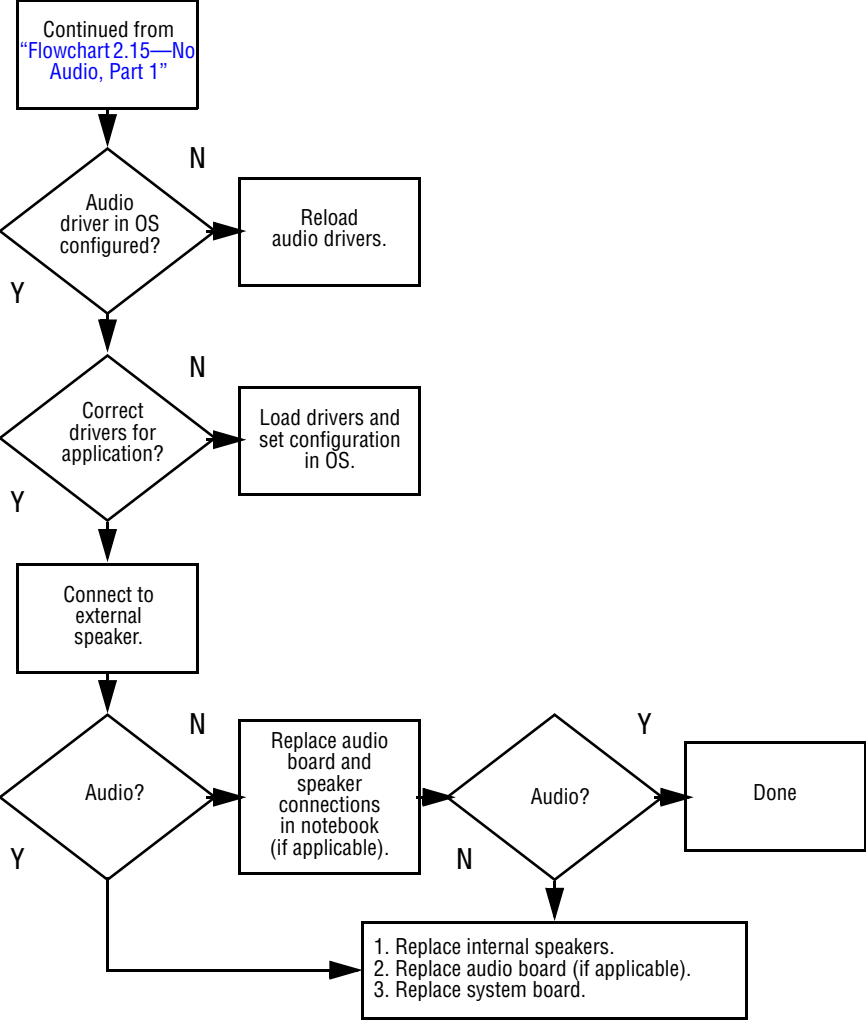 Continued from
“Flowchart 2.15—No
Audio, Part 1”
N
Audio
driver in OS
configured?
Reload
audio drivers.
Y
N
Correct
drivers for
application?
Load drivers and
set configuration
in OS.
Y
Connect to
external
speaker.
N
Audio?
Replace audio
board and
speaker
connections
in notebook
(if applicable).
Y
Audio?
Done
Y
N
1. Replace internal speakers.
2. Replace audio board (if applicable).
3. Replace system board.